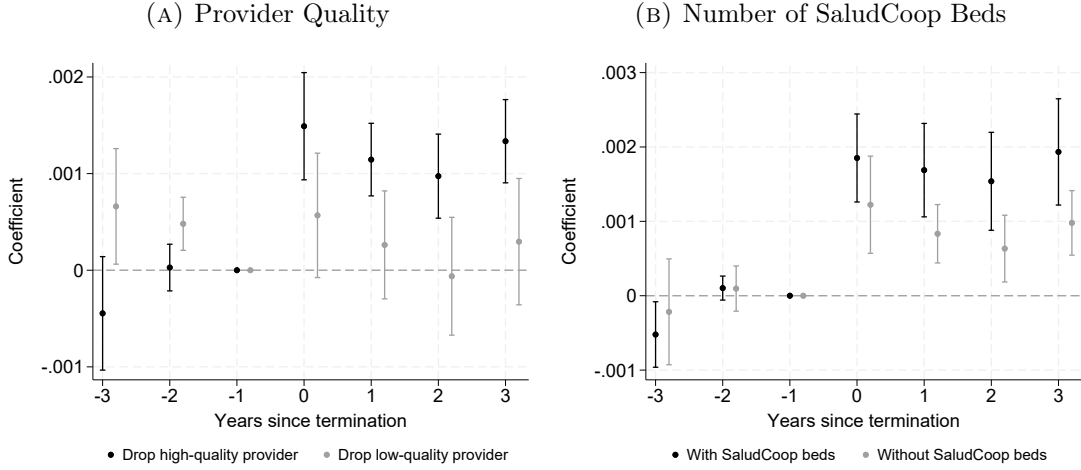 (A) Provider Quality
.002
.001
0
-.001
Coefficient
-3 -2 -1 0 1 2 3
Years since termination
Drop high-quality provider Drop low-quality provider
(B) Number of SaludCoop Beds
.003
.002
.001
0
-.001
Coefficient
-3 -2 -1 0 1 2 3
Years since termination
With SaludCoop beds Without SaludCoop beds